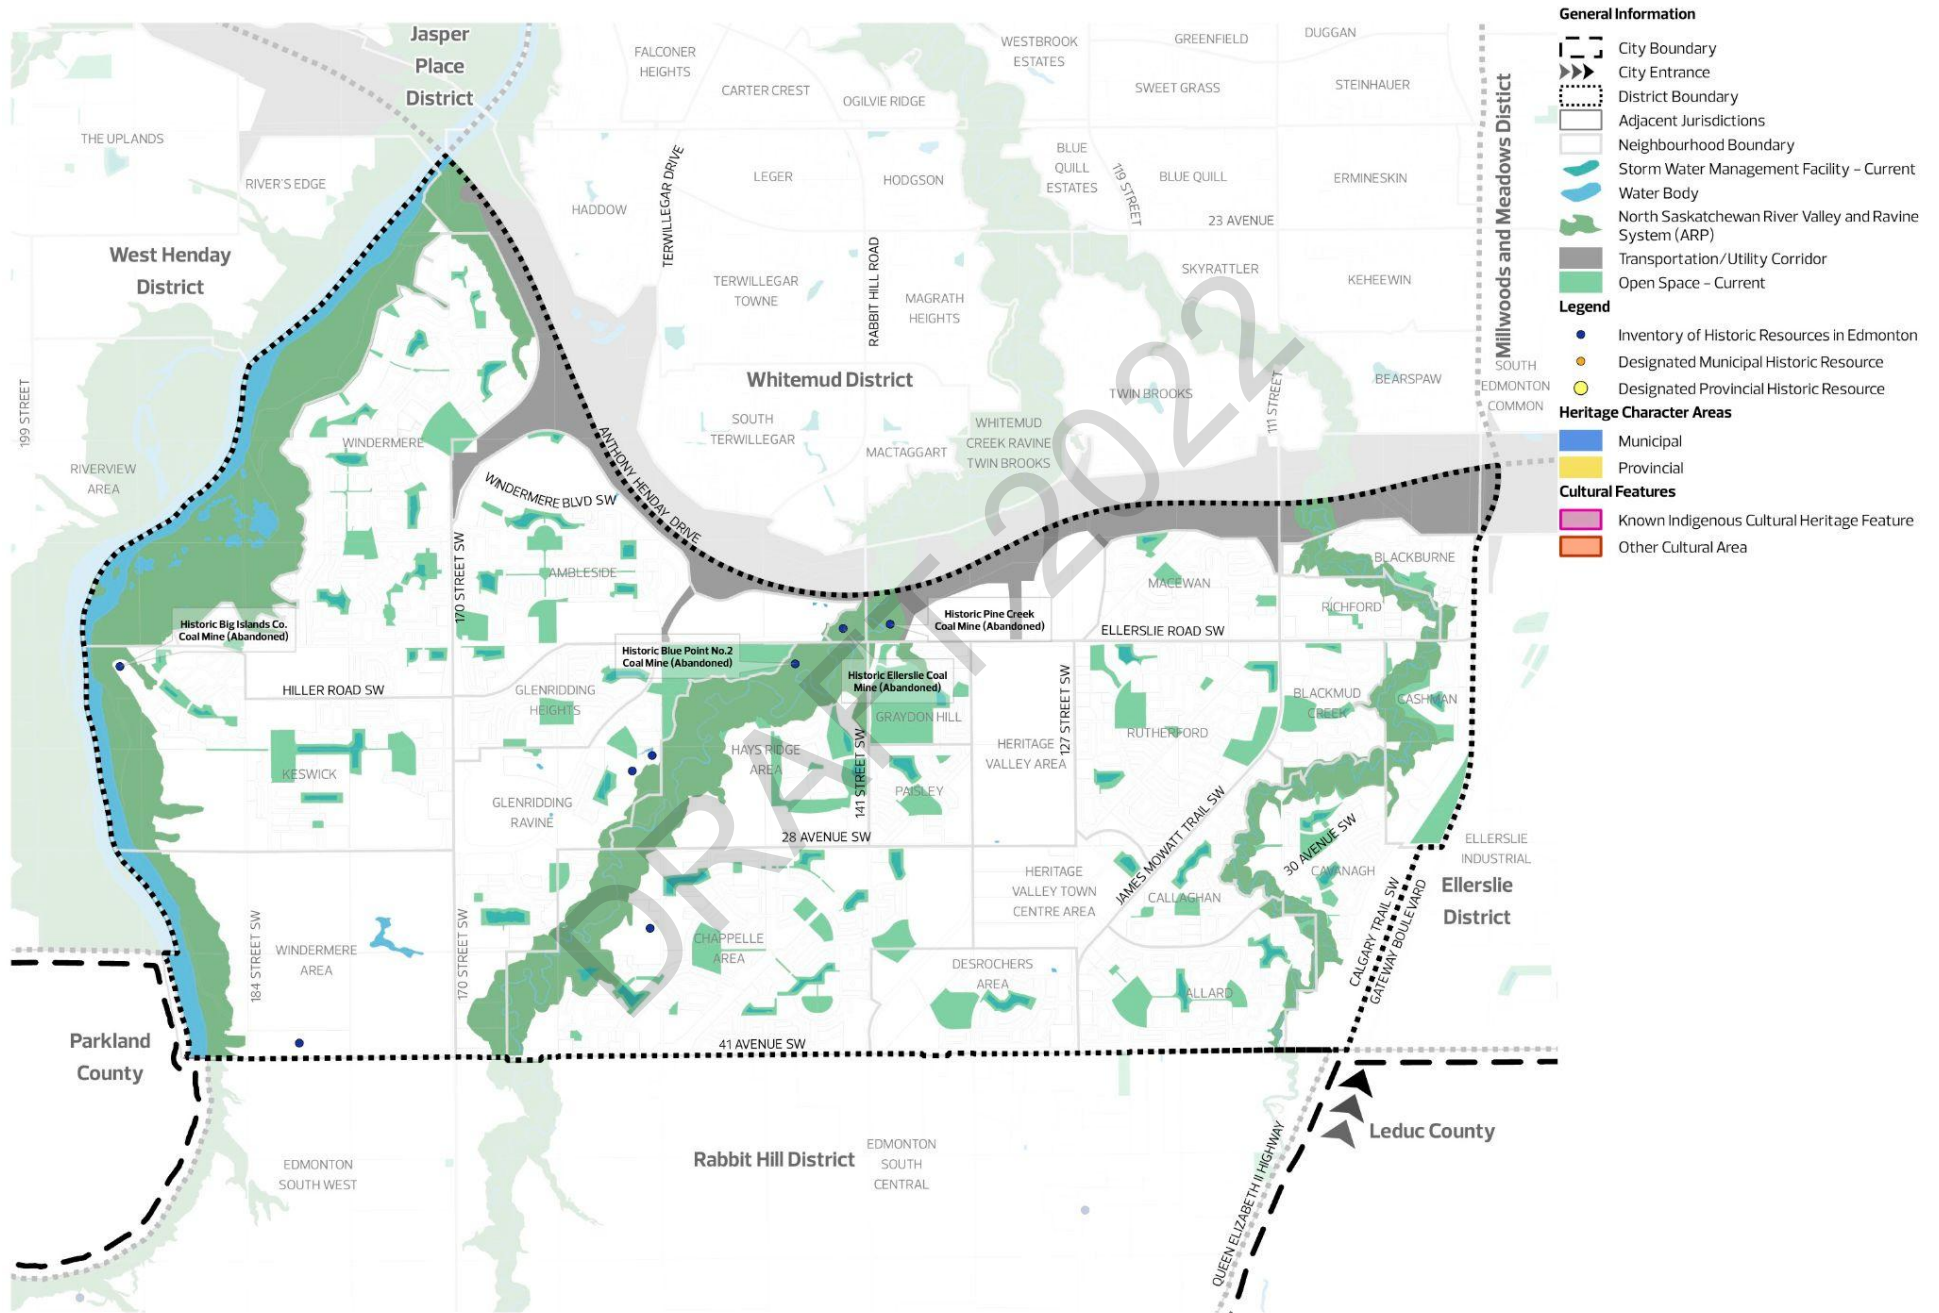 Jasper
Place
District
FALCONER
HEIGHTS
CARTER CREST
OGILVIE RIDGE
WESTBROOK
ESTATES
GREENFIELD
DUGGAN
SWEET GRASS
STEINHAUER
THE UPLANDS
RIVER'S EDGE
HADDOW
TERWILLEGAR DRIVE
LEGER
HODGSON
BLUE
QUILL
ESTATES
119 STREET
BLUE QUILL
ERMINESKIN
23 AVENUE
Millwoods and Meadows Distict
West Henday
District
TERWILLEGAR
TOWNE
RABBIT HILL ROAD
MAGRATH
HEIGHTS
SKYRATTLER
KEHEEWIN
199 STREET
Whitemud District
TWIN BROOKS
111 STREET
BEARSPAW
SOUTH
EDMONTON
COMMON
RIVERVIEW
AREA
WINDERMERE
SOUTH
TERWILLEGAR
MACTAGGART
WHITEMUD
CREEK RAVINE
TWIN BROOKS
ANTHONY HENDAY DRIVE
WINDERMERE BLVD SW
170 STREET SW
AMBLESIDE
MACEWAN
BLACKBURNE
RICHFORD
Historic Big Islands Co.
Coal Mine (Abandoned)
Historic Pine Creek
Coal Mine (Abandoned)
ELLERSLIE ROAD SW
Historic Blue Point No.2
Coal Mine (Abandoned)
Historic Ellerslie Coal
Mine (Abandoned)
HILLER ROAD SW
GLENRIDDING
HEIGHTS
GRAYDON HILL
127 STREET SW
BLACKMUD
CREEK
CASHMAN
KESWICK
HAYS RIDGE
AREA
141 STREET SW
HERITAGE
VALLEY AREA
RUTHERFORD
GLENRIDDING
RAVINE
PAISLEY
28 AVENUE SW
JAMES MOWATT TRAIL SW
30 AVENUE SW
ELLERSLIE
INDUSTRIAL
Ellerslie
District
HERITAGE
VALLEY TOWN
CENTRE AREA
CALLAGHAN
CAVANAGH
CALGARY TRAIL SW
GATEWAY BOULEVARD
184 STREET SW
WINDERMERE
AREA
170 STREET SW
CHAPPELLE
AREA
DESROCHERS
AREA
ALLARD
Parkland
County
41 AVENUE SW
EDMONTON
SOUTH WEST
Rabbit Hill District
EDMONTON
SOUTH
CENTRAL
QUEEN ELIZABETH II HIGHWAY
Leduc County
DRAFT 2022
General Information
City Boundary
City Entrance
District Boundary
Adjacent Jurisdictions
Neighbourhood Boundary
Storm Water Management Facility – Current
Water Body
North Saskatchewan River Valley and Ravine
System (ARP)
Transportation/Utility Corridor
Open Space – Current
Legend
Inventory of Historic Resources in Edmonton
Designated Municipal Historic Resource
Designated Provincial Historic Resource
Heritage Character Areas
Municipal
Provincial
Cultural Features
Known Indigenous Cultural Heritage Feature
Other Cultural Area